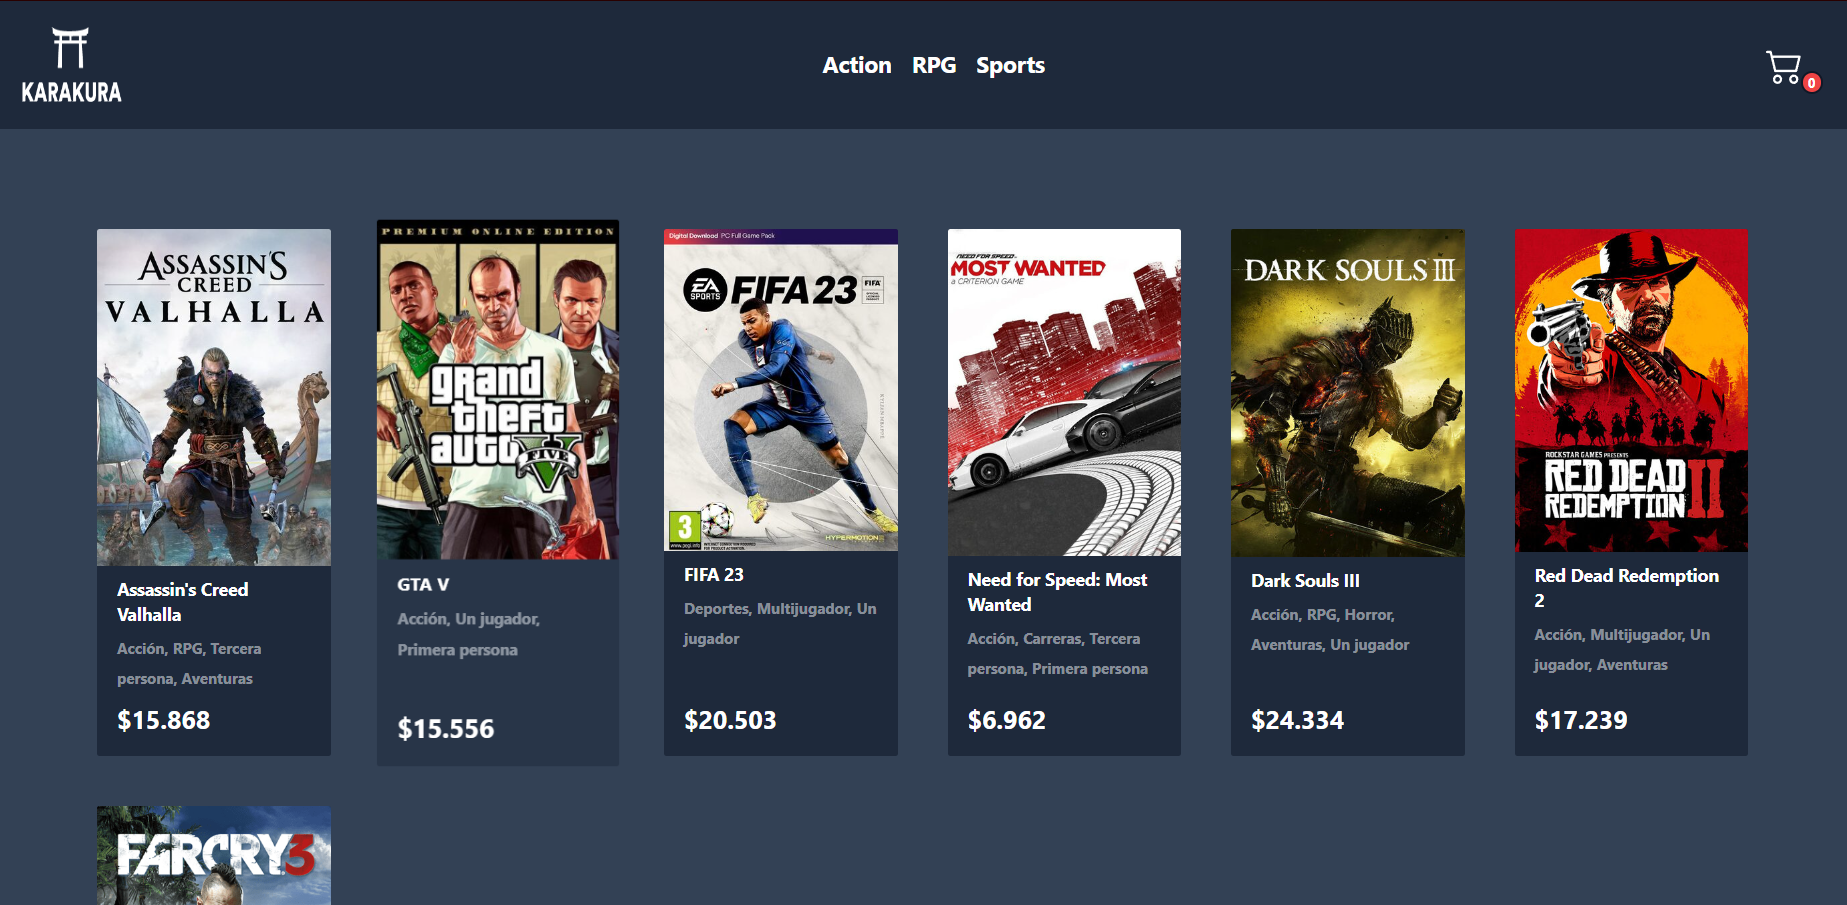 KARAKURA
Action RPG Sports
0
ASSASSIN'S
CREED
VALHALLA
Assassin's Creed
Valhalla
Acción, RPG, Tercera
persona, Aventuras
$15.868
PREMIUM ONLINE EDITION
grand
theft
auto
FIVE
V
GTA V
Acción, Un jugador,
Primera persona
$15.556
Digital Download PC Full Game Pack
EA
SPORTS
FIFA 23
FIFA
3
www.pegi.info
HYPERMOTION2
FIFA 23
Deportes, Multijugador, Un
jugador
$20.503
NEED FOR SPEED
MOST WANTED
a CRITERION GAME
Need for Speed: Most
Wanted
Acción, Carreras, Tercera
persona, Primera persona
$6.962
DARK SOULS III
Dark Souls III
Acción, RPG, Horror,
Aventuras, Un jugador
$24.334
ROCKSTAR GAMES PRESENTS
RED DEAD
REDEMPTION
II
Red Dead Redemption
2
Acción, Multijugador, Un
jugador, Aventuras
$17.239
FARCRY3